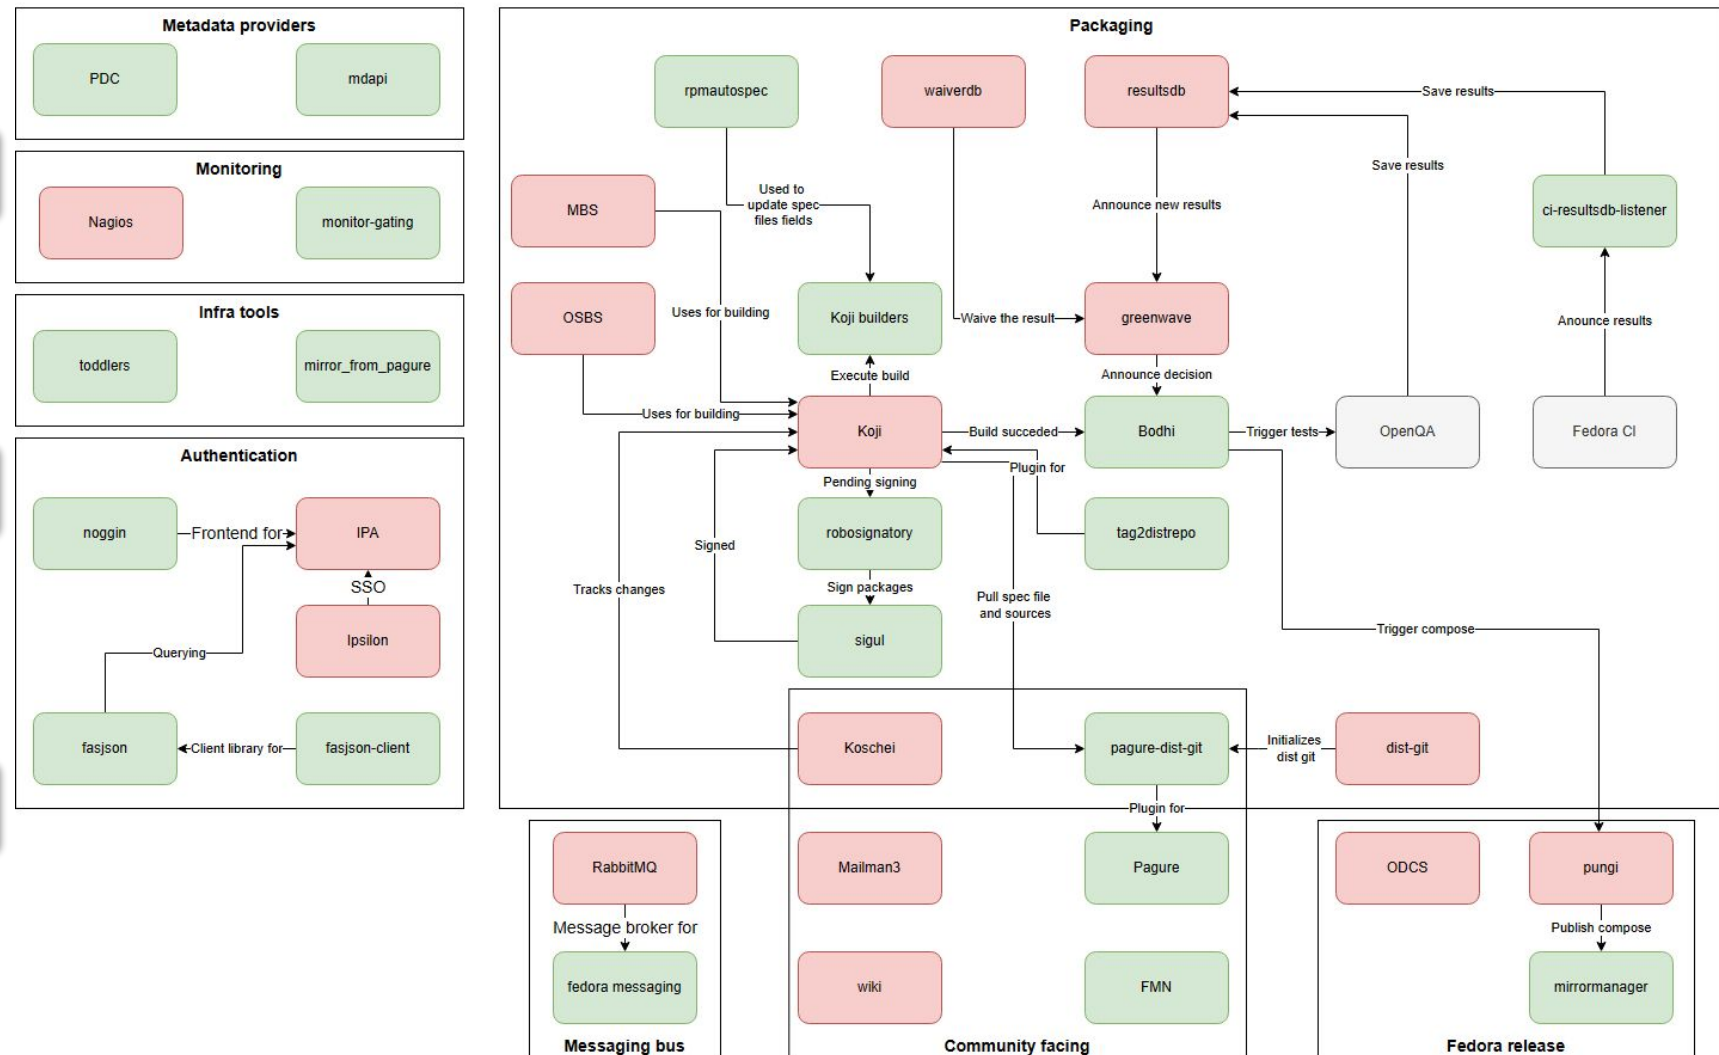 Metadata providers
PDC
mdapi
Monitoring
Nagios
monitor-gating
Infra tools
toddlers
mirror_from_pagure
Authentication
noggin
Frontend for
IPA
SSO
Ipsilon
Querying
fasjson
Client library for
fasjson-client
Packaging
rpmautospec
waiverdb
resultsdb
Save results
Save results
MBS
Used to
update spec
files fields
Announce new results
ci-resultsdb-listener
OSBS
Uses for building
Koji builders
Waive the result
greenwave
Anounce results
Execute build
Announce decision
Uses for building
Koji
Build succeded
Bodhi
Trigger tests
OpenQA
Fedora CI
Plugin for
Pending signing
robosignatory
tag2distrepo
Signed
Sign packages
Tracks changes
Pull spec file
and sources
sigul
Trigger compose
Koschei
pagure-dist-git
Initializes
dist git
dist-git
Plugin for
RabbitMQ
Message broker for
fedora messaging
Messaging bus
Mailman3
Pagure
wiki
FMN
Community facing
ODCS
pungi
Publish compose
mirrormanager
Fedora release